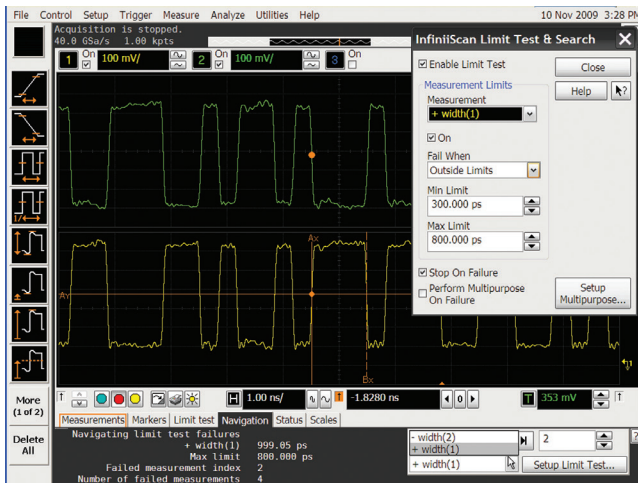 File Control Setup Trigger Measure Analyze Utilities Help 10 Nov 2009 3:28 PM
Acquisition is stopped.
40.0 GSa/s 1.00 kpts
1 On 100 mV/ 2 On 100 mV/ 3 On
InfiniiScan Limit Test & Search X
Enable Limit Test
Close
Measurement Limits
Help
Measurement
+ width(1)
On
Fail When
Outside Limits
Min Limit
300.000 ps
Max Limit
800.000 ps
Stop On Failure
Perform Multipurpose
On Failure
Setup
Multipurpose...
Ax
Ay
Bx
More
(1 of 2)
Delete
All
H 1.00 ns/ -1.8280 ns 0 T 353 mV
Measurements Markers Limit test Navigation Status Scales
Navigating limit test failures
+ width(1) 999.05 ps
Max limit 800.000 ps
Failed measurement index 2
Number of failed measurements 4
- width(2)
+ width(1)
+ width(1)
2
Setup Limit Test...